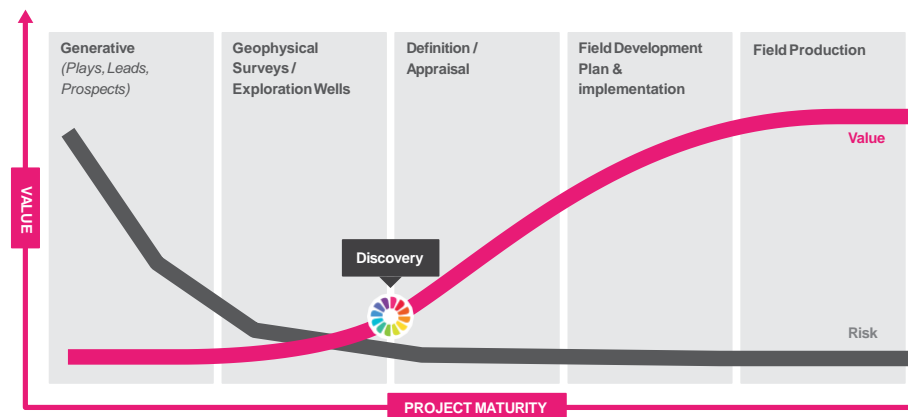 Generative
(Plays, Leads,
Prospects)
Geophysical
Surveys /
Exploration Wells
Definition /
Appraisal
Field Development
Plan &
implementation
Field Production
Value
VALUE
Discovery
Risk
PROJECT MATURITY